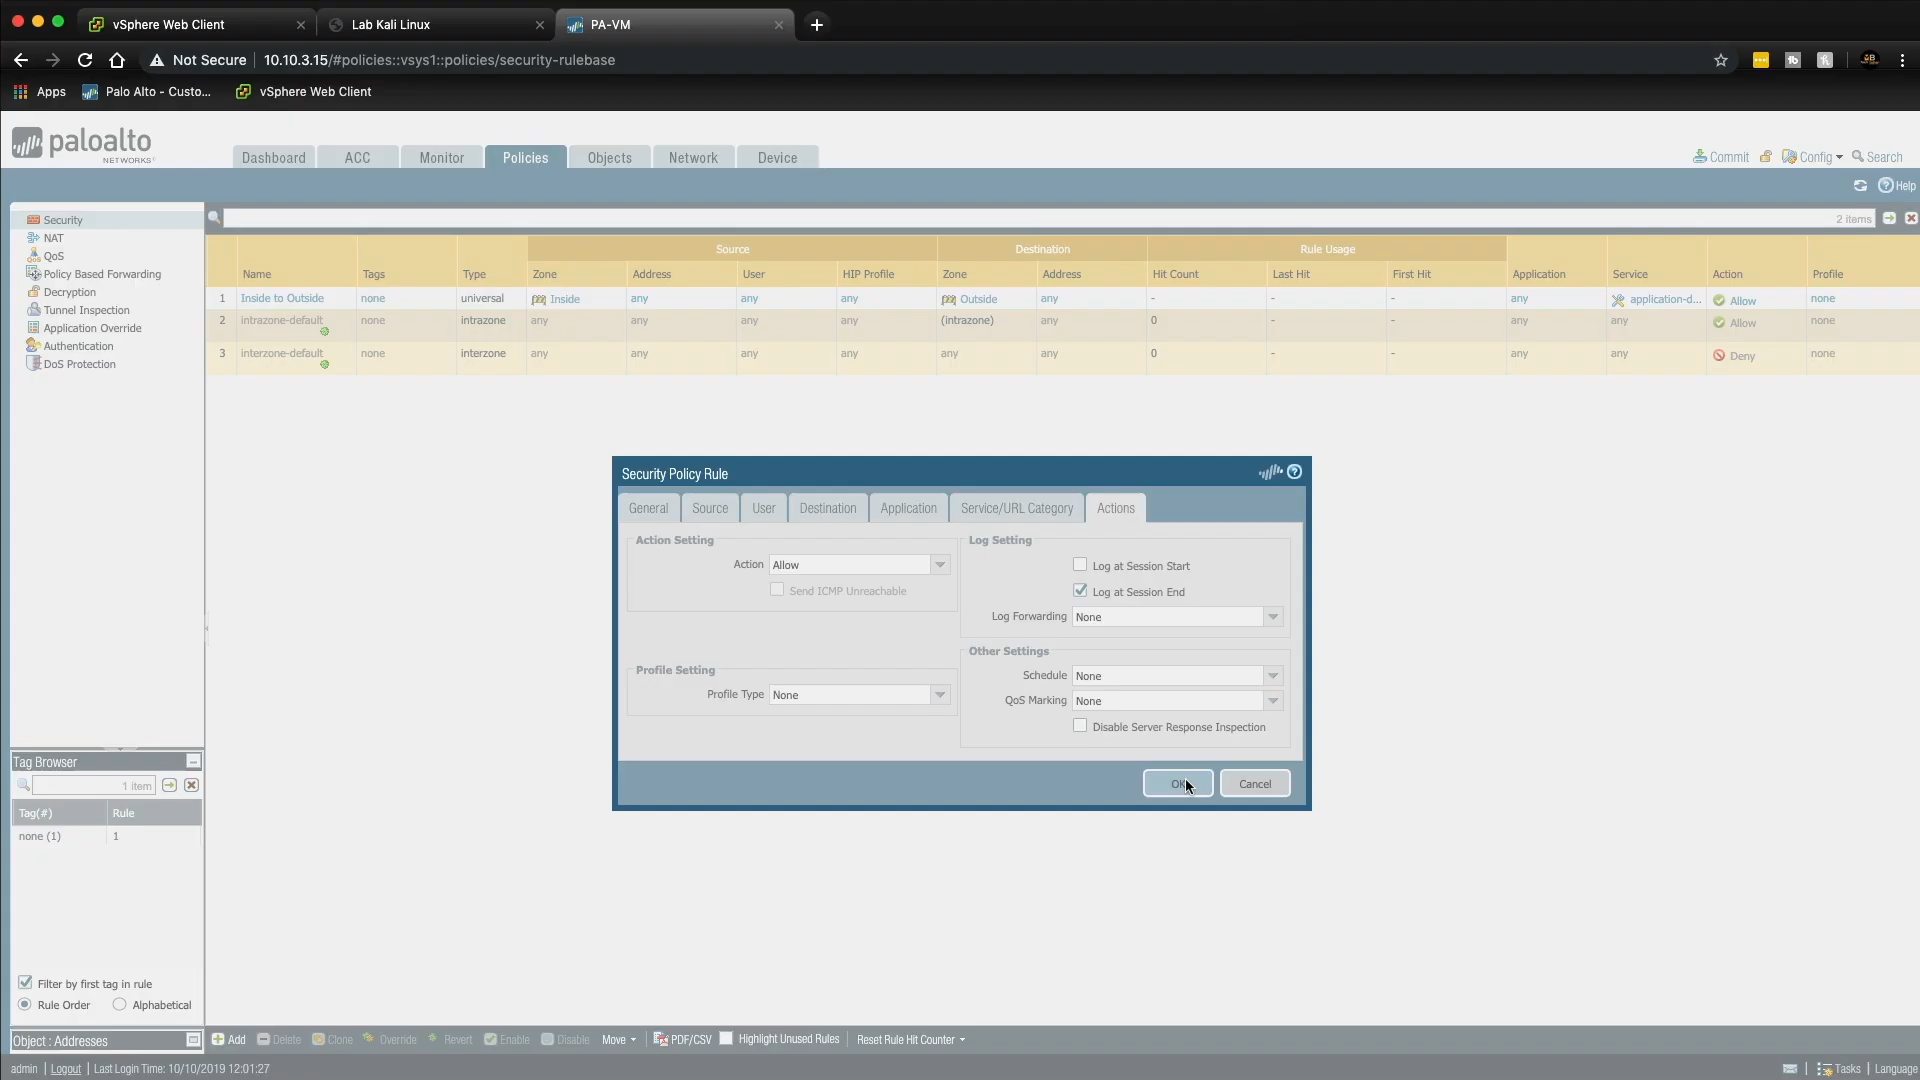 vSphere Web Client
Lab Kali Linux
PA-VM
Not Secure 10.10.3.15/#policies::vsys1::policies/security-rulebase
Apps Palo Alto - Custo... vSphere Web Client
paloalto
NETWORKS
Dashboard ACC Monitor Policies Objects Network Device
Commit Config Search
Help
Security
NAT
QoS
Policy Based Forwarding
Decryption
Tunnel Inspection
Application Override
Authentication
DoS Protection
2 items
Source Destination Rule Usage
Name Tags Type Zone Address User HIP Profile Zone Address Hit Count Last Hit First Hit Application Service Action Profile
1 Inside to Outside none universal Inside any any any Outside any - - - any application-d... Allow none
2 intrazone-default none intrazone any any any any (intrazone) any 0 - - any any Allow none
3 interzone-default none interzone any any any any any any 0 - - any any Deny none
Security Policy Rule
General Source User Destination Application Service/URL Category Actions
Action Setting
Action Allow
Send ICMP Unreachable
Profile Setting
Profile Type None
Log Setting
Log at Session Start
Log at Session End
Log Forwarding None
Other Settings
Schedule None
QoS Marking None
Disable Server Response Inspection
OK Cancel
Tag Browser
1 item
Tag(#) Rule
none (1) 1
Filter by first tag in rule
Rule Order Alphabetical
Object : Addresses
Add Delete Clone Override Revert Enable Disable Move PDF/CSV Highlight Unused Rules Reset Rule Hit Counter
admin | Logout | Last Login Time: 10/10/2019 12:01:27
Tasks | Language